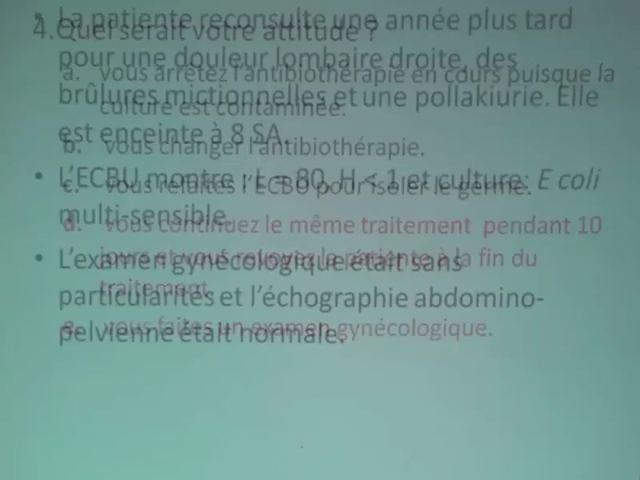 • La patiente reconsulte une année plus tard
pour une douleur lombaire droite, des
brûlures mictionnelles et une pollakiurie. Elle
est enceinte à 8 SA.
• L'ECBU montre : L = 80, H < 1 et culture: E coli
multi-sensible.
• L'examen gynécologique était sans
particularités et l'échographie abdomino-
pelvienne était normale.
4. Quel serait votre attitude ?
a. vous arrêtez l'antibiothérapie en cours puisque la
culture est contaminée.
b. vous changer l'antibiothérapie.
c. vous refaites l'ECBU pour isoler le germe.
d. vous continuez le même traitement pendant 10
jours et vous revoyez la patiente à la fin du
traitement
e. vous faites un examen gynécologique.